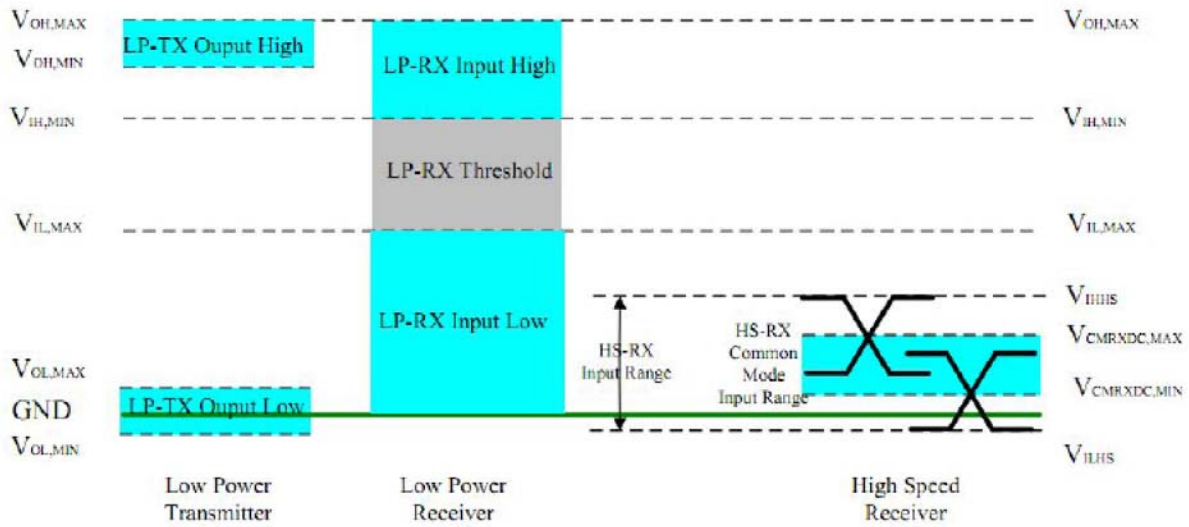 VOH,MAX
LP-TX Ouput High
VOH,MIN
LP-RX Input High
VOH,MAX
VIH,MIN
VIH,MIN
LP-RX Threshold
VIL,MAX
VIL,MAX
LP-RX Input Low
VIHHS
HS-RX
Input Range
HS-RX
Common
Mode
Input Range
VCMRXDC,MAX
VCMRXDC,MIN
VOL,MAX
GND
LP-TX Ouput Low
VOL,MIN
VILHS
Low Power
Transmitter
Low Power
Receiver
High Speed
Receiver